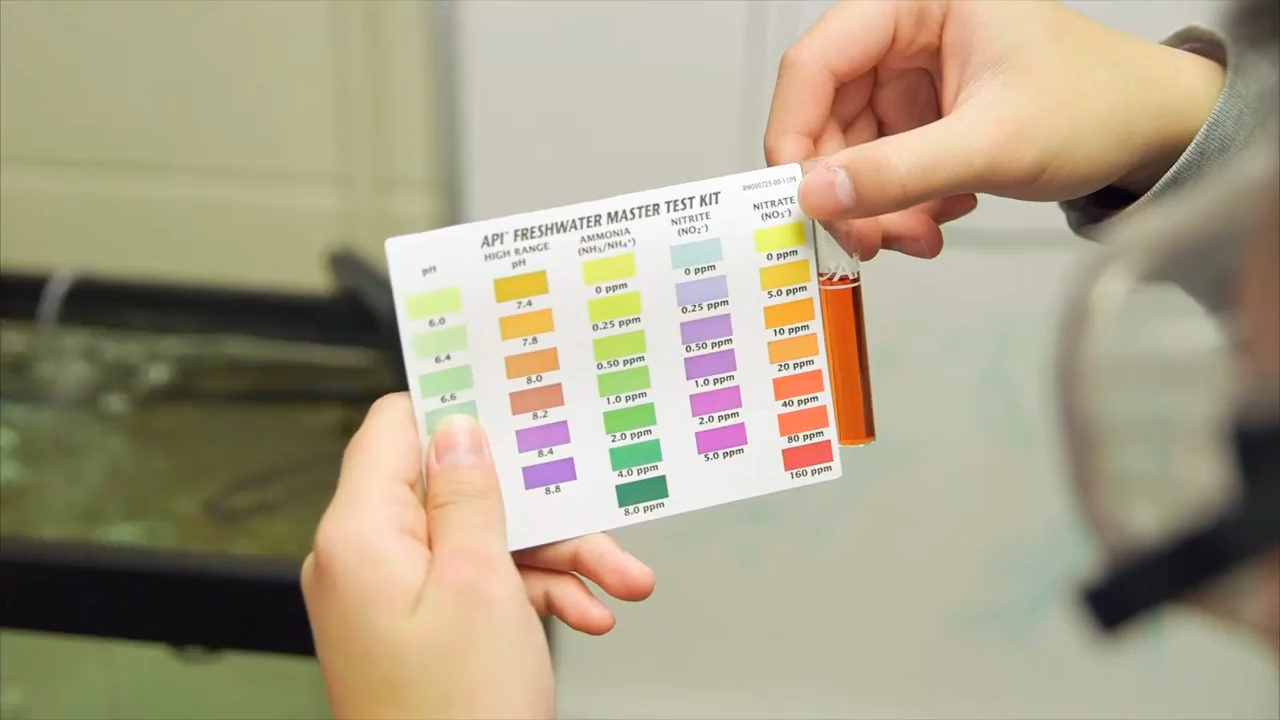 API® FRESHWATER MASTER TEST KIT
RM000725-00-1109
pH
6.0
6.4
6.6
HIGH RANGE
pH
7.4
7.8
8.0
8.2
8.4
8.8
AMMONIA
(NH₃/NH₄⁺)
0 ppm
0.25 ppm
0.50 ppm
1.0 ppm
2.0 ppm
4.0 ppm
8.0 ppm
NITRITE
(NO₂⁻)
0 ppm
0.25 ppm
0.50 ppm
1.0 ppm
2.0 ppm
5.0 ppm
NITRATE
(NO₃⁻)
0 ppm
5.0 ppm
10 ppm
20 ppm
40 ppm
80 ppm
160 ppm